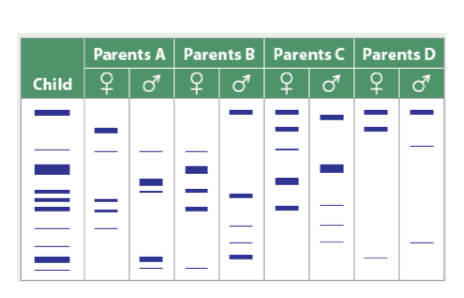 Parents A Parents B Parents C Parents D
Child ♀ ♂ ♀ ♂ ♀ ♂ ♀ ♂